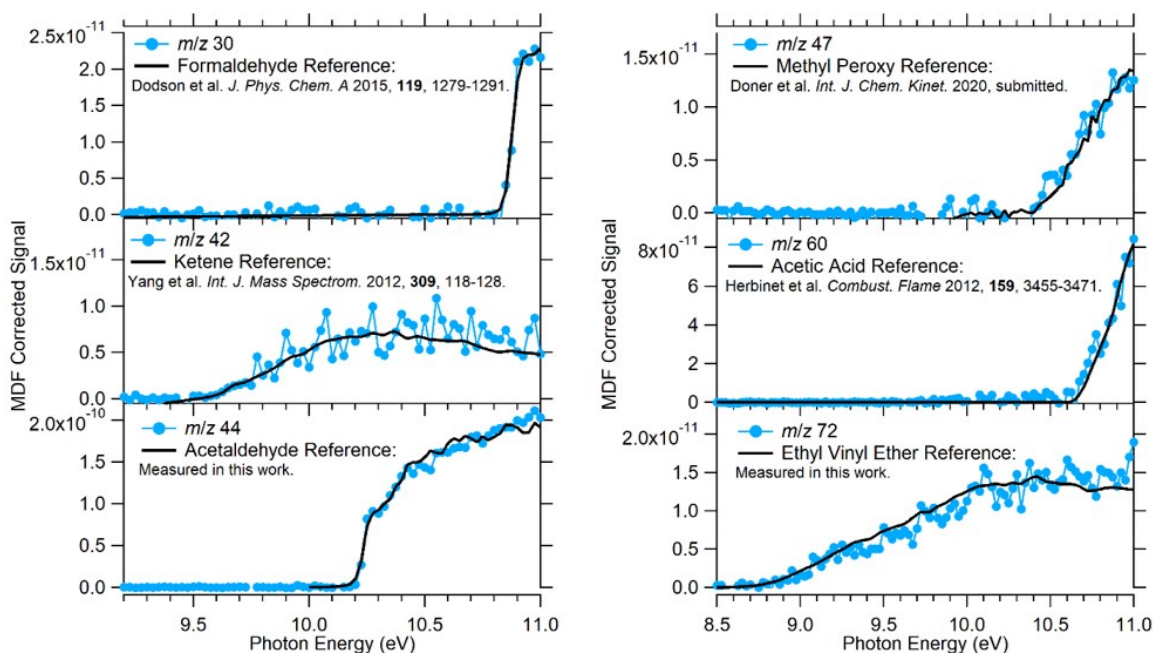 2.5x10⁻¹¹
2.0
1.5
1.0
0.5
0.0
m/z 30
Formaldehyde Reference:
Dodson et al. J. Phys. Chem. A 2015, 119, 1279-1291.
MDF Corrected Signal
1.5x10⁻¹¹
1.0
0.5
0.0
m/z 42
Ketene Reference:
Yang et al. Int. J. Mass Spectrom. 2012, 309, 118-128.
2.0x10⁻¹⁰
1.5
1.0
0.5
0.0
m/z 44
Acetaldehyde Reference:
Measured in this work.
9.5 10.0 10.5 11.0
Photon Energy (eV)
1.5x10⁻¹¹
1.0
0.5
0.0
m/z 47
Methyl Peroxy Reference:
Doner et al. Int. J. Chem. Kinet. 2020, submitted.
MDF Corrected Signal
8x10⁻¹¹
6
4
2
0
m/z 60
Acetic Acid Reference:
Herbinet et al. Combust. Flame 2012, 159, 3455-3471.
2.0x10⁻¹¹
1.5
1.0
0.5
0.0
m/z 72
Ethyl Vinyl Ether Reference:
Measured in this work.
8.5 9.0 9.5 10.0 10.5 11.0
Photon Energy (eV)